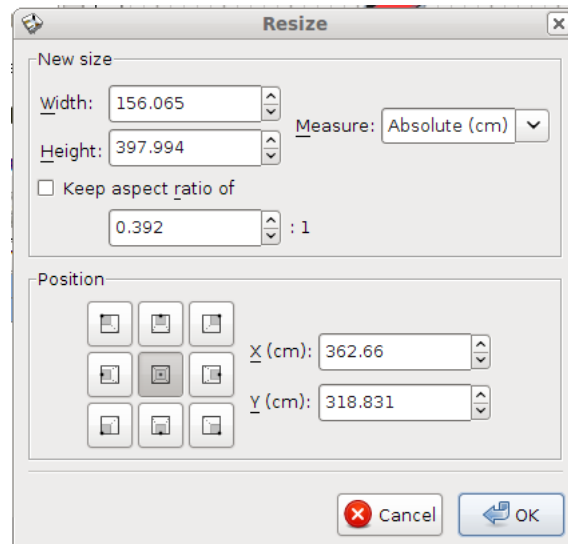 Resize
New size
Width: 156.065
Height: 397.994
Measure: Absolute (cm)
Keep aspect ratio of
0.392 : 1
Position
X (cm): 362.66
Y (cm): 318.831
Cancel OK